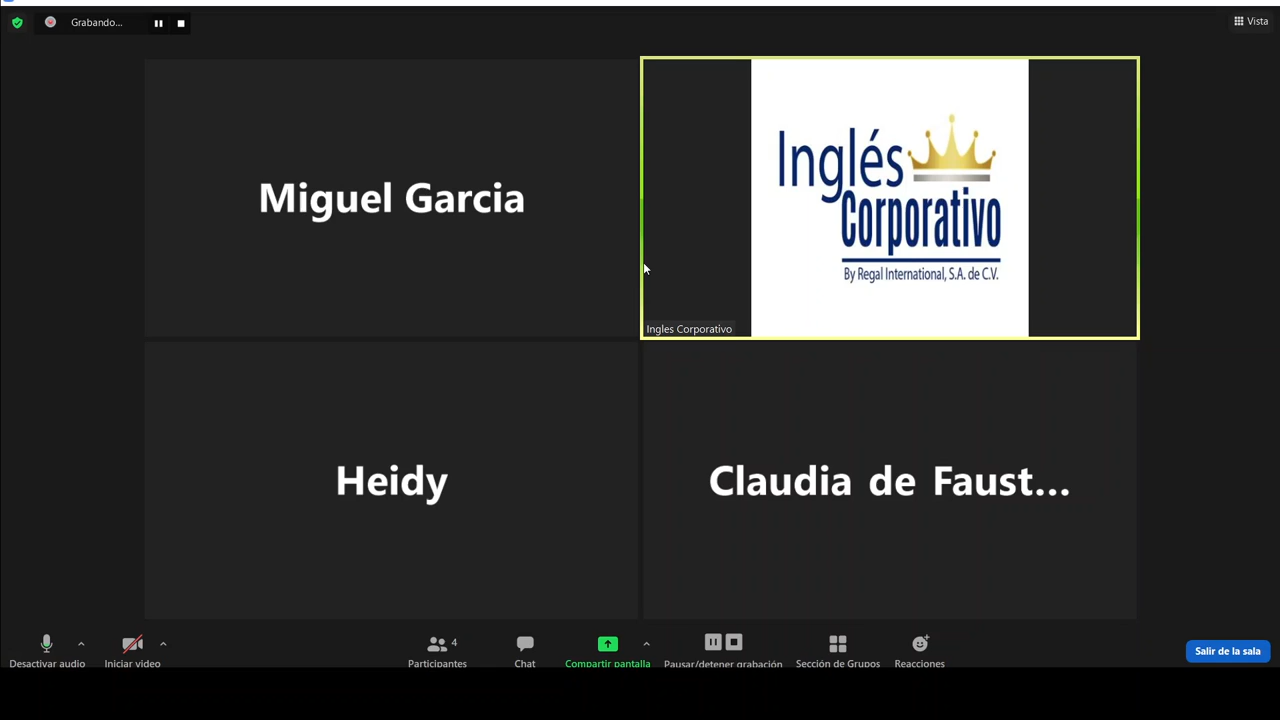 Grabando...
Vista
Miguel Garcia
Inglés
Corporativo
By Regal International, S.A. de C.V.
Ingles Corporativo
Heidy
Claudia de Faust...
Desactivar audio
Iniciar video
Participantes
4
Chat
Compartir pantalla
Pausar/detener grabación
Sección de Grupos
Reacciones
Salir de la sala